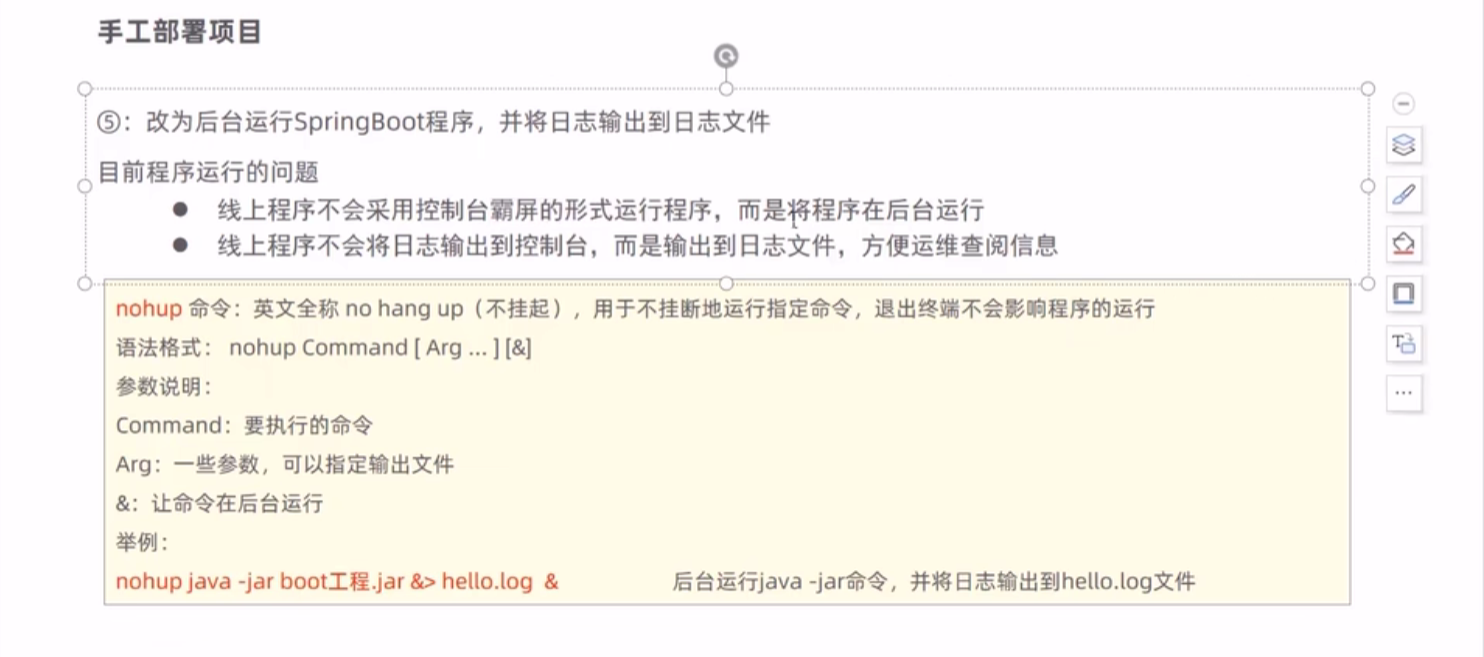 手工部署项目
⑤：改为后台运行SpringBoot程序，并将日志输出到日志文件
目前程序运行的问题
● 线上程序不会采用控制台霸屏的形式运行程序，而是将程序在后台运行
● 线上程序不会将日志输出到控制台，而是输出到日志文件，方便运维查阅信息
nohup 命令：英文全称 no hang up（不挂起），用于不挂断地运行指定命令，退出终端不会影响程序的运行
语法格式： nohup Command [ Arg … ] [&]
参数说明：
Command：要执行的命令
Arg：一些参数，可以指定输出文件
&：让命令在后台运行
举例：
nohup java -jar boot工程.jar &> hello.log & 后台运行java -jar命令，并将日志输出到hello.log文件